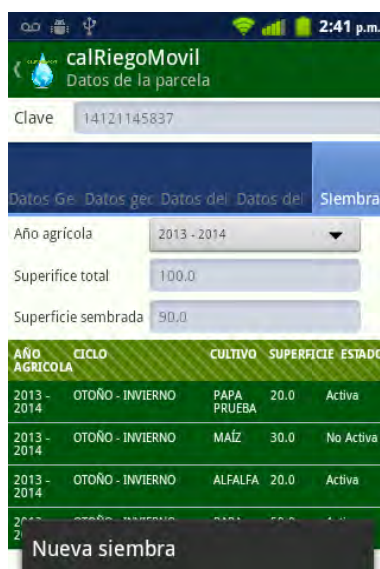 2:41 p.m.
calRiegoMovil
Datos de la parcela
Clave 14121145837
Datos Ge Datos geo Datos del Datos del Siembra
Año agrícola 2013 - 2014
Superifice total 100.0
Superficie sembrada 90.0
AÑO AGRICOLA CICLO CULTIVO SUPERFICIE ESTADO
2013 - 2014 OTOÑO - INVIERNO PAPA PRUEBA 20.0 Activa
2013 - 2014 OTOÑO - INVIERNO MAÍZ 30.0 No Activa
2013 - 2014 OTOÑO - INVIERNO ALFALFA 20.0 Activa
Nueva siembra